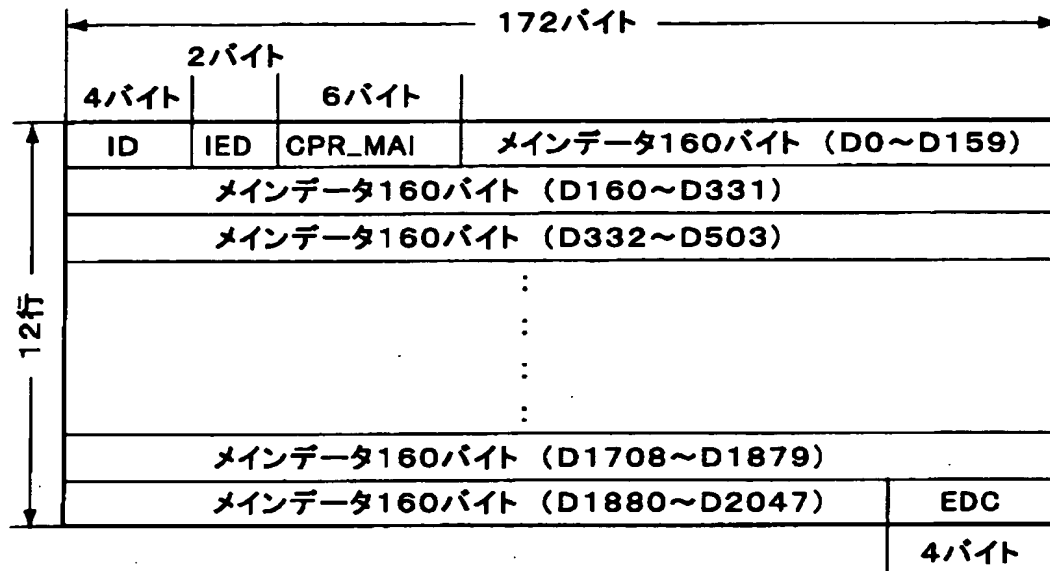 172バイト
2バイト
4バイト 6バイト
ID IED CPR_MAI メインデータ160バイト (D0～D159)
メインデータ160バイト (D160～D331)
メインデータ160バイト (D332～D503)
12行
メインデータ160バイト (D1708～D1879)
メインデータ160バイト (D1880～D2047) EDC
4バイト